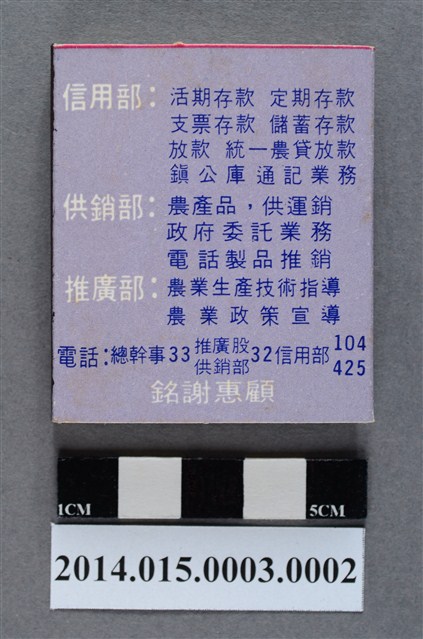 信用部：活期存款 定期存款
支票存款 儲蓄存款
放款 統一農貸放款
鎮公庫通記業務
供銷部：農產品，供運銷
政府委託業務
電話製品推銷
推廣部：農業生產技術指導
農業政策宣導
電話：總幹事33 推廣股 供銷部 32 信用部 104 425
銘謝惠顧
1CM 5CM
2014.015.0003.0002